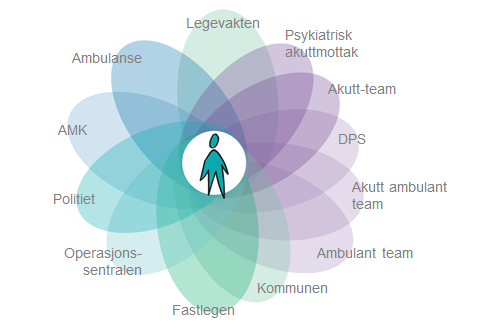 Legevakten
Psykiatrisk
akuttmottak
Ambulanse
Akutt-team
AMK
DPS
Politiet
Akutt ambulant
team
Operasjons-
sentralen
Ambulant team
Kommunen
Fastlegen